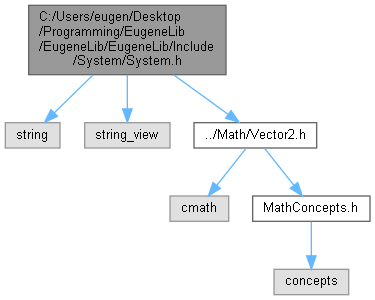 C:/Users/eugen/Desktop
/Programming/EugeneLib
/EugeneLib/EugeneLib/Include
/System/System.h
string
string_view
../Math/Vector2.h
cmath
MathConcepts.h
concepts